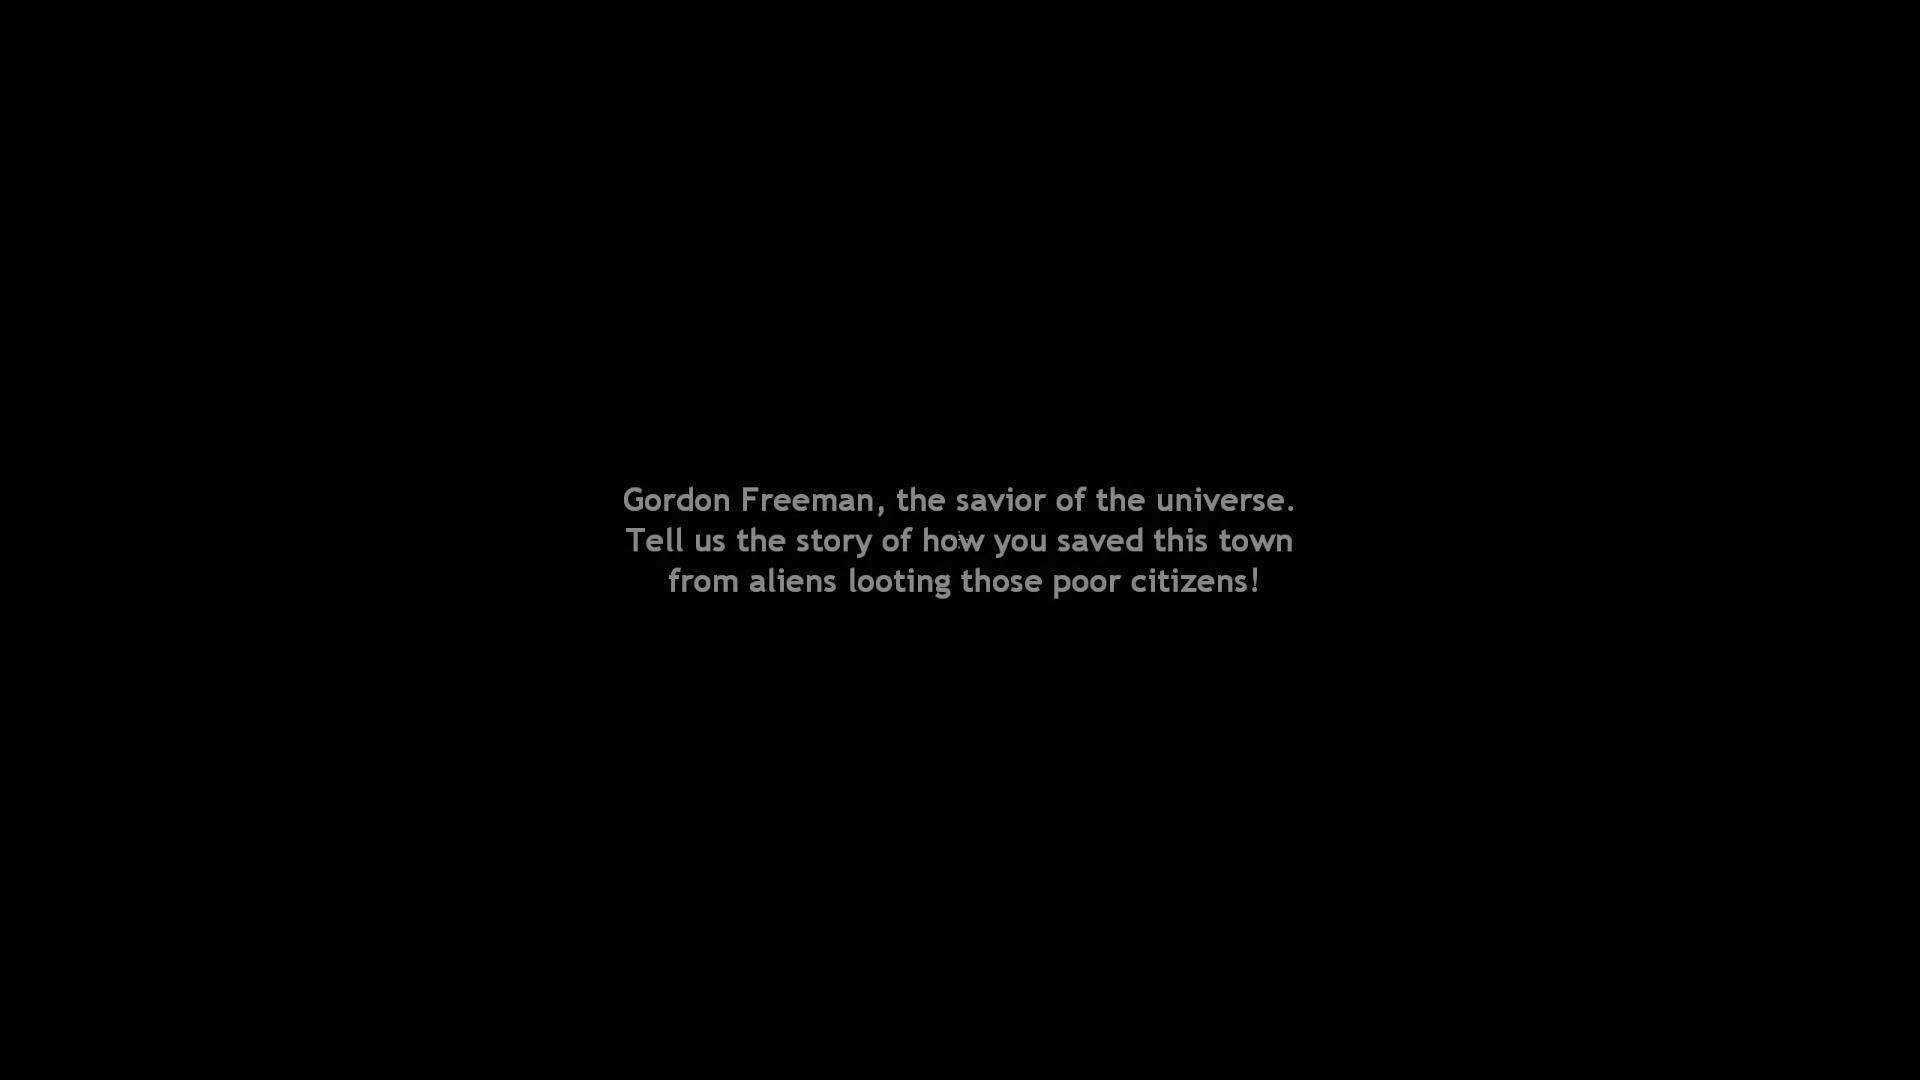 Gordon Freeman, the savior of the universe.
Tell us the story of how you saved this town
from aliens looting those poor citizens!